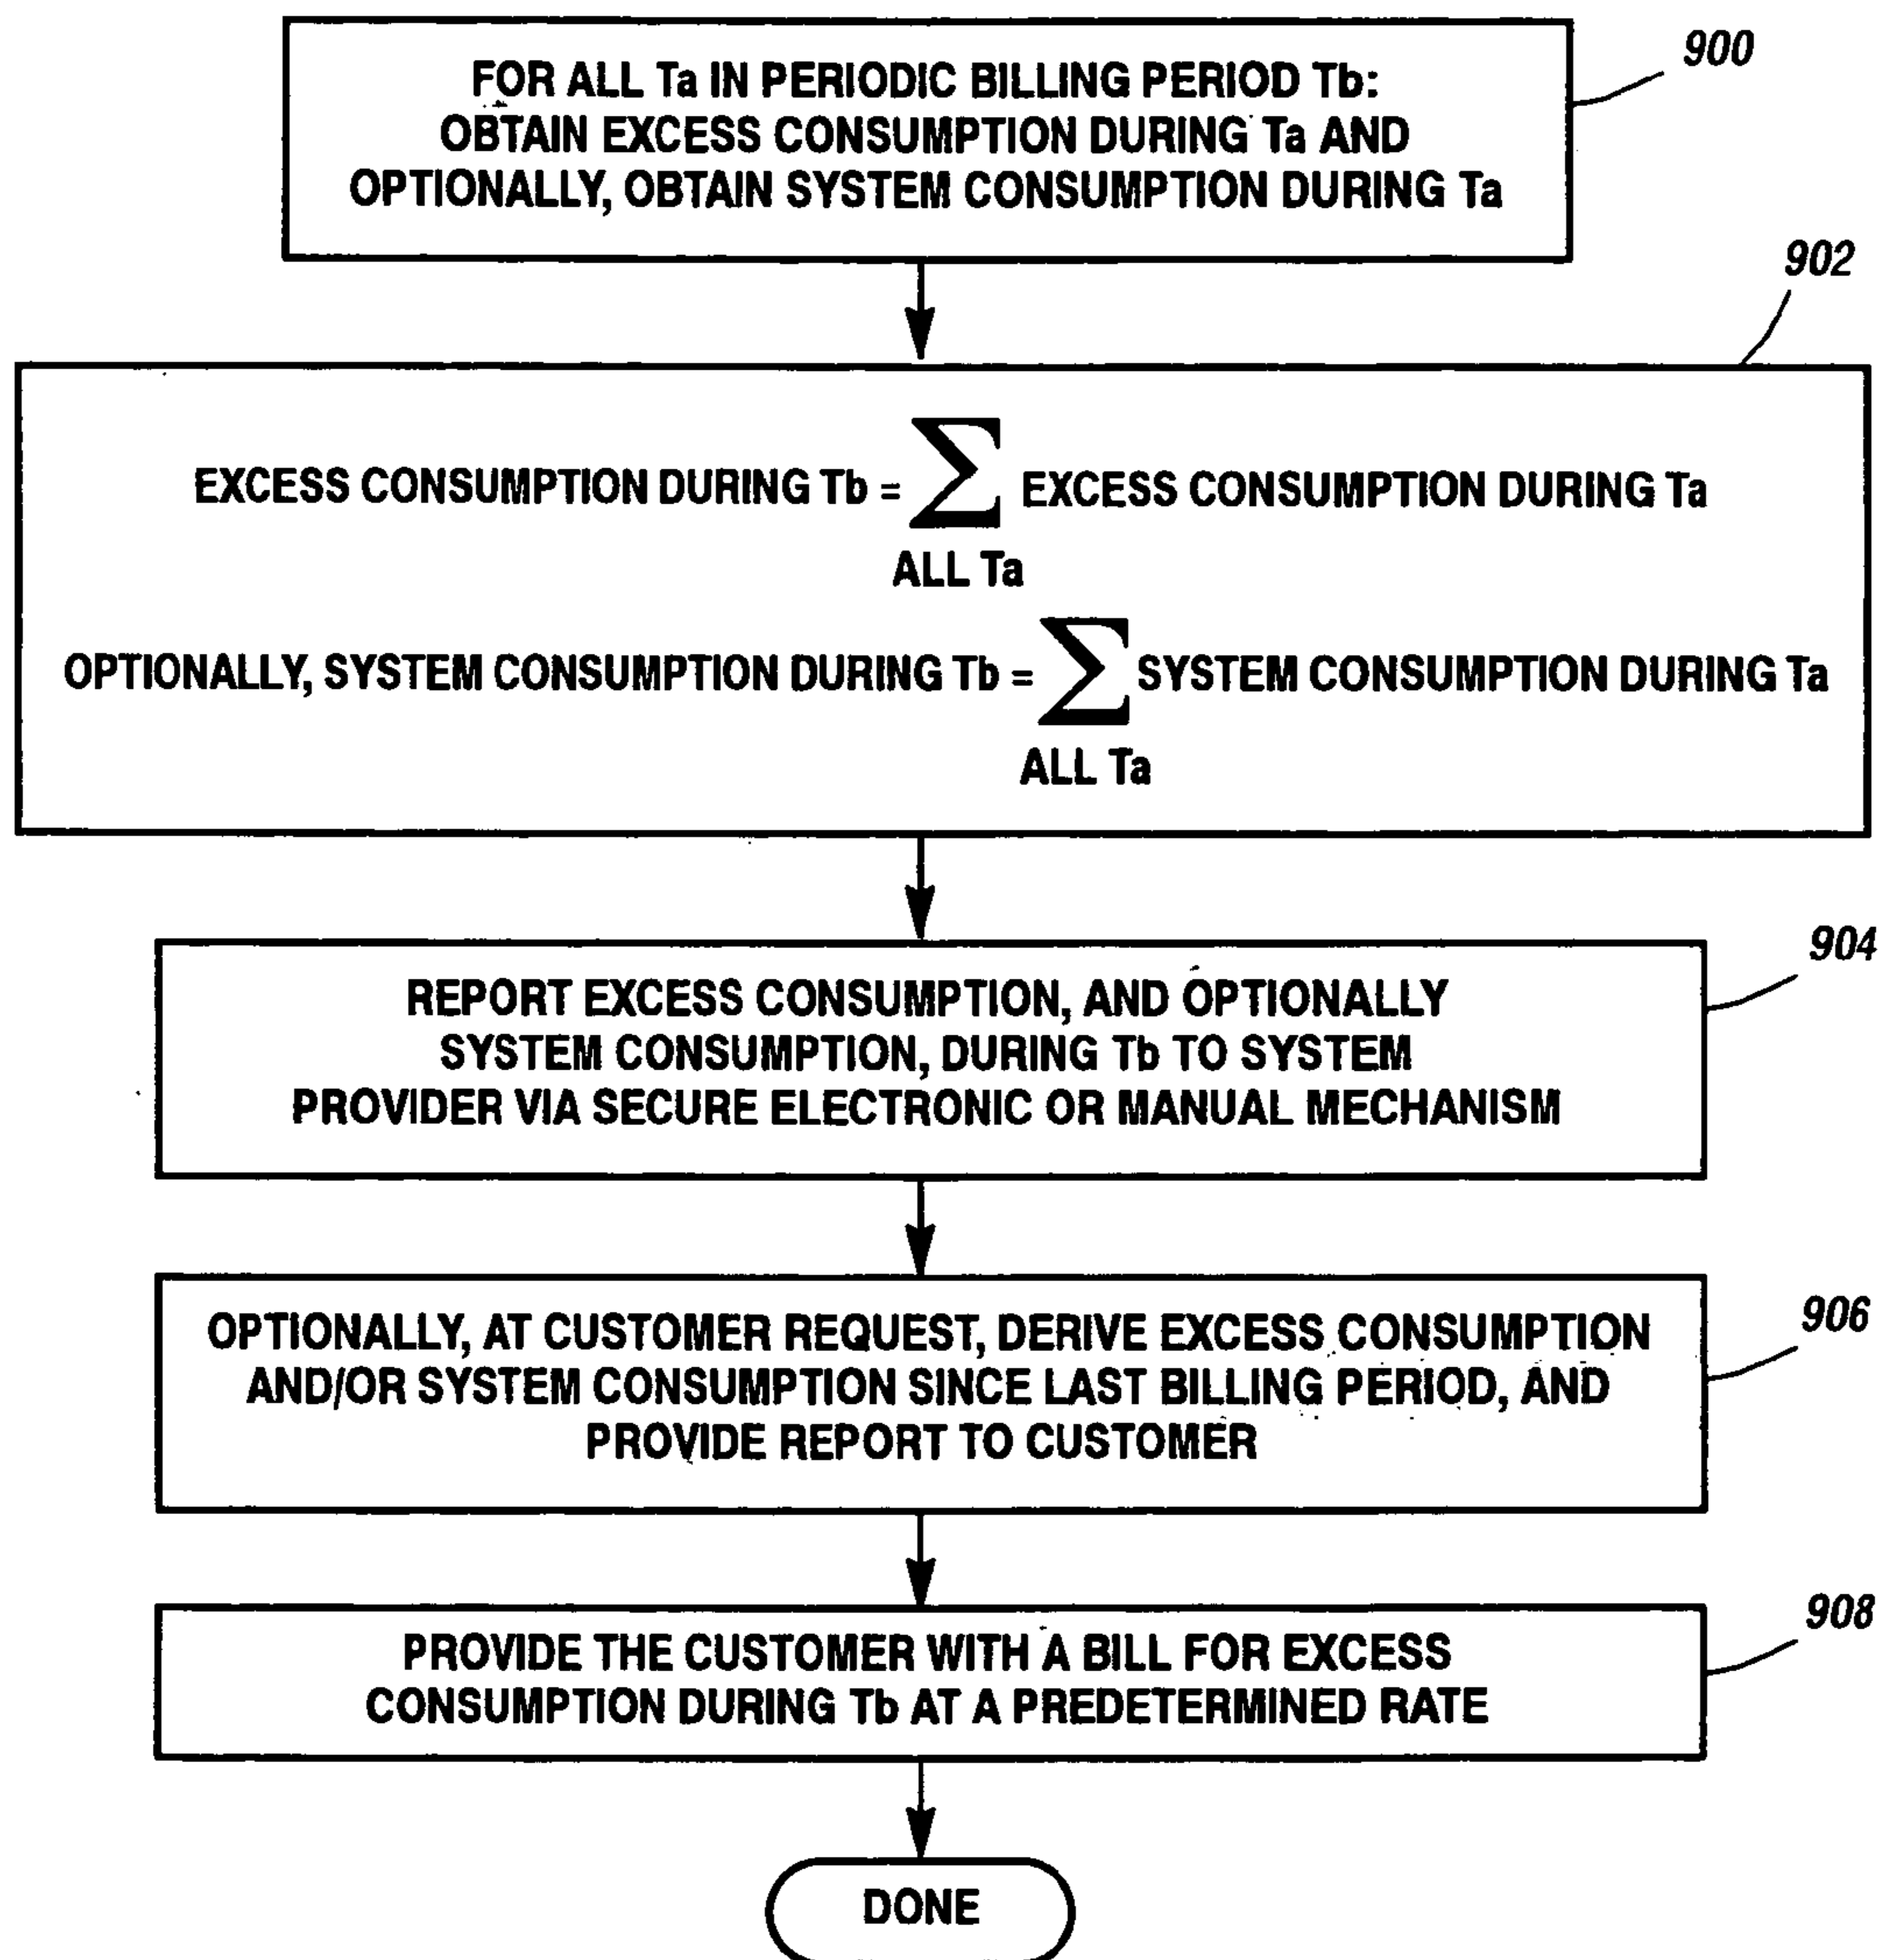 900
FOR ALL Ta IN PERIODIC BILLING PERIOD Tb:
OBTAIN EXCESS CONSUMPTION DURING Ta AND
OPTIONALLY, OBTAIN SYSTEM CONSUMPTION DURING Ta
902
EXCESS CONSUMPTION DURING Tb = Σ EXCESS CONSUMPTION DURING Ta
ALL Ta
OPTIONALLY, SYSTEM CONSUMPTION DURING Tb = Σ SYSTEM CONSUMPTION DURING Ta
ALL Ta
904
REPORT EXCESS CONSUMPTION, AND OPTIONALLY
SYSTEM CONSUMPTION, DURING Tb TO SYSTEM
PROVIDER VIA SECURE ELECTRONIC OR MANUAL MECHANISM
906
OPTIONALLY, AT CUSTOMER REQUEST, DERIVE EXCESS CONSUMPTION
AND/OR SYSTEM CONSUMPTION SINCE LAST BILLING PERIOD, AND
PROVIDE REPORT TO CUSTOMER
908
PROVIDE THE CUSTOMER WITH A BILL FOR EXCESS
CONSUMPTION DURING Tb AT A PREDETERMINED RATE
DONE